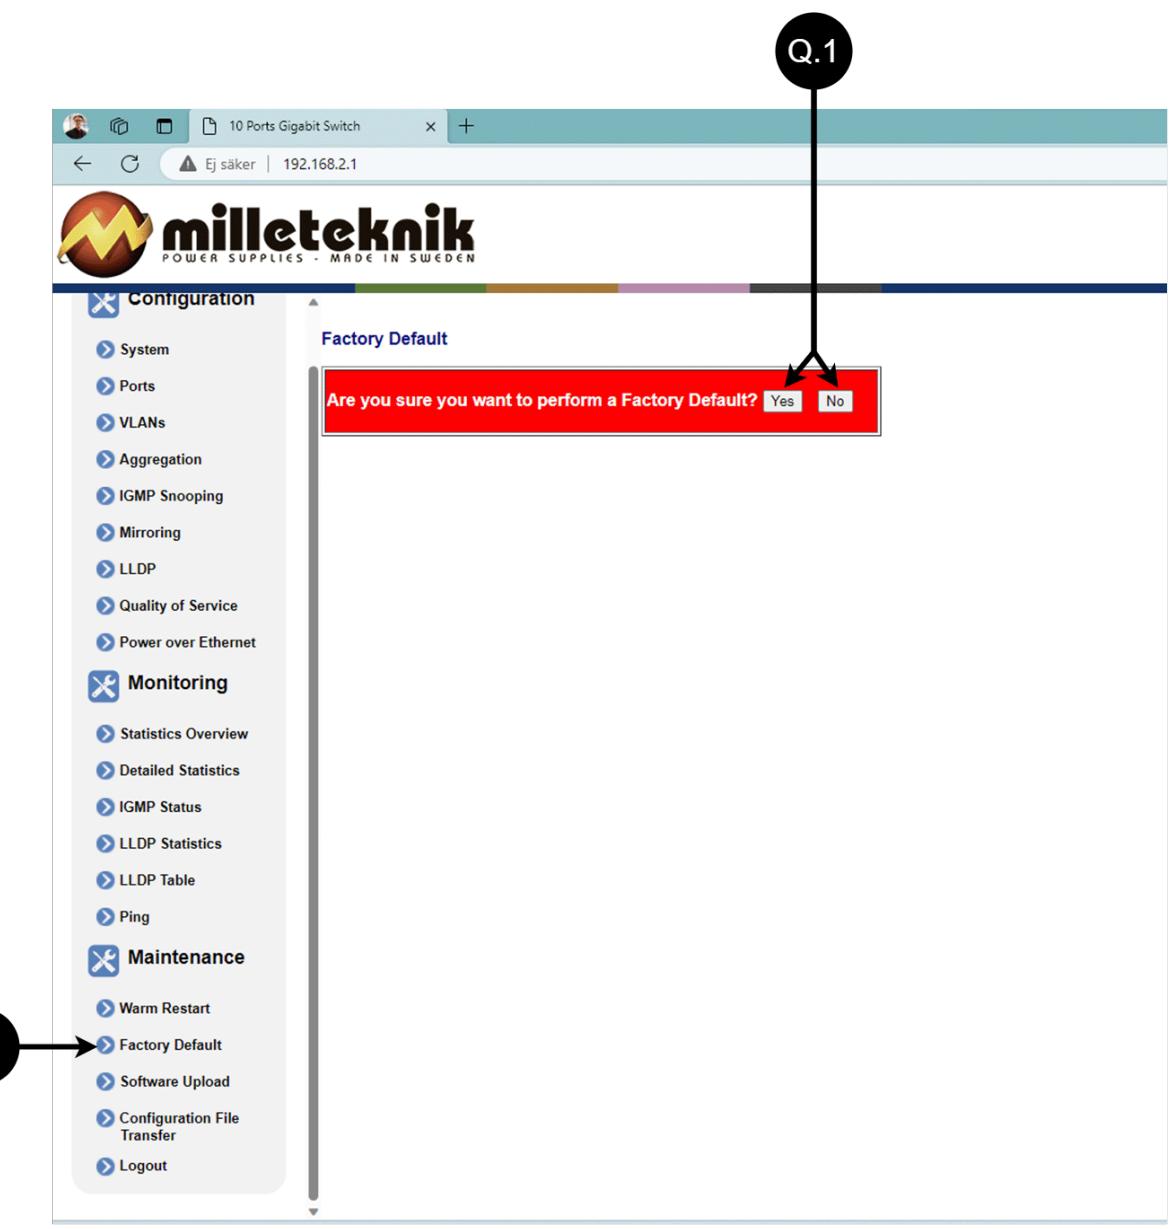 Q.1
10 Ports Gigabit Switch
Ej säker | 192.168.2.1
milleteknik
POWER SUPPLIES - MADE IN SWEDEN
Configuration
System
Ports
VLANs
Aggregation
IGMP Snooping
Mirroring
LLDP
Quality of Service
Power over Ethernet
Monitoring
Statistics Overview
Detailed Statistics
IGMP Status
LLDP Statistics
LLDP Table
Ping
Maintenance
Warm Restart
Factory Default
Software Upload
Configuration File
Transfer
Logout
Factory Default
Are you sure you want to perform a Factory Default? Yes No